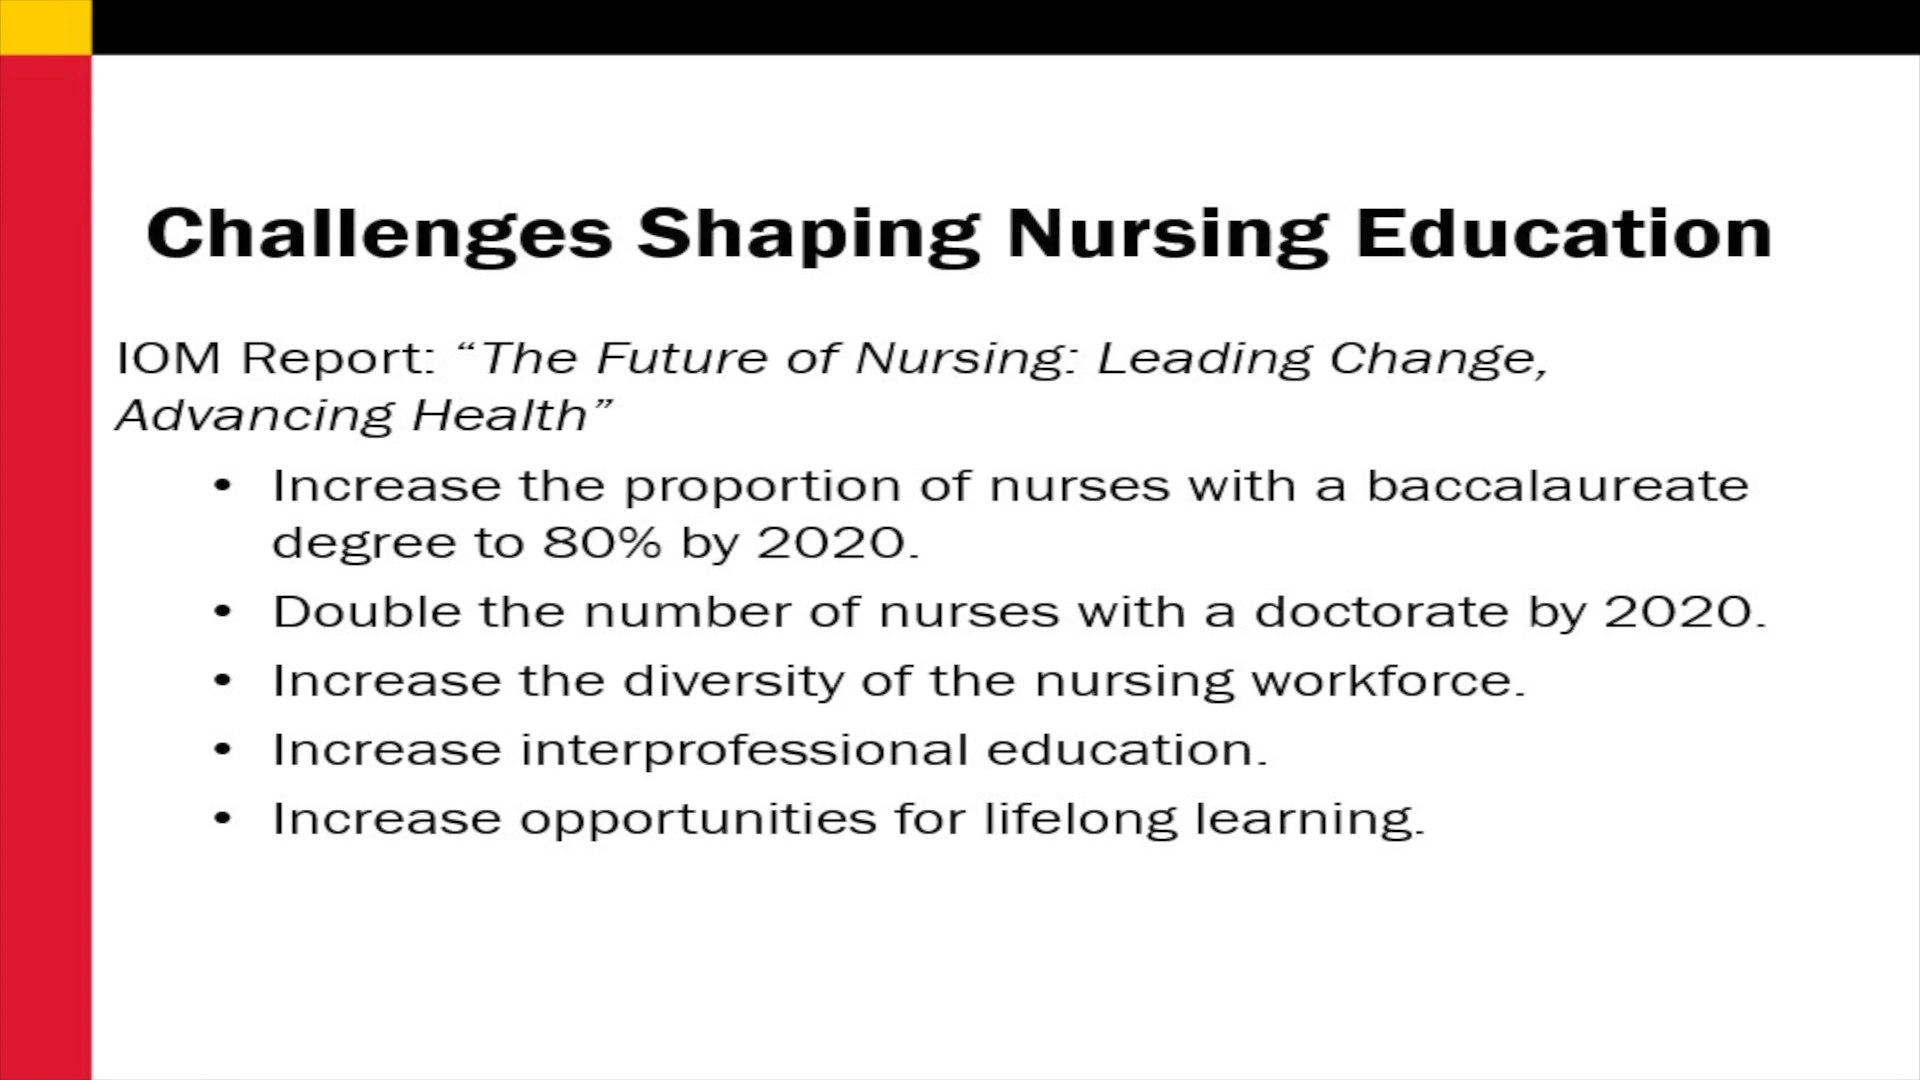 Challenges Shaping Nursing Education
IOM Report: “The Future of Nursing: Leading Change,
Advancing Health”
• Increase the proportion of nurses with a baccalaureate
degree to 80% by 2020.
• Double the number of nurses with a doctorate by 2020.
• Increase the diversity of the nursing workforce.
• Increase interprofessional education.
• Increase opportunities for lifelong learning.